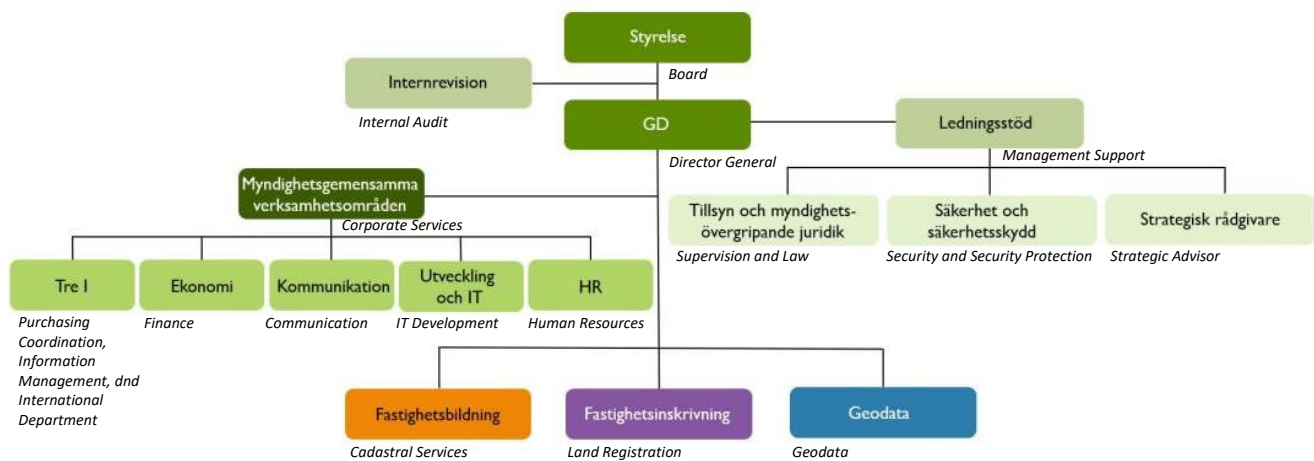 Styrelse
Board
Internrevision
Internal Audit
GD
Director General
Ledningsstöd
Management Support
Myndighetsgemensamma
verksamhetsområden
Corporate Services
Tillsyn och myndighets-
övergripande juridik
Supervision and Law
Säkerhet och
säkerhetsskydd
Security and Security Protection
Strategisk rådgivare
Strategic Advisor
Tre I
Purchasing
Coordination,
Information
Management, dnd
International
Department
Ekonomi
Finance
Kommunikation
Communication
Utveckling
och IT
IT Development
HR
Human Resources
Fastighetsbildning
Cadastral Services
Fastighetsinskrivning
Land Registration
Geodata
Geodata